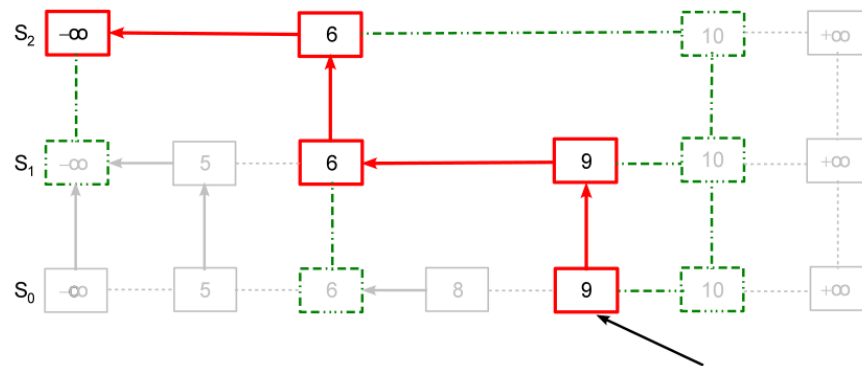 S2 -∞ 6 10 +∞
S1 -∞ 5 6 9 10 +∞
S0 -∞ 5 6 8 9 10 +∞